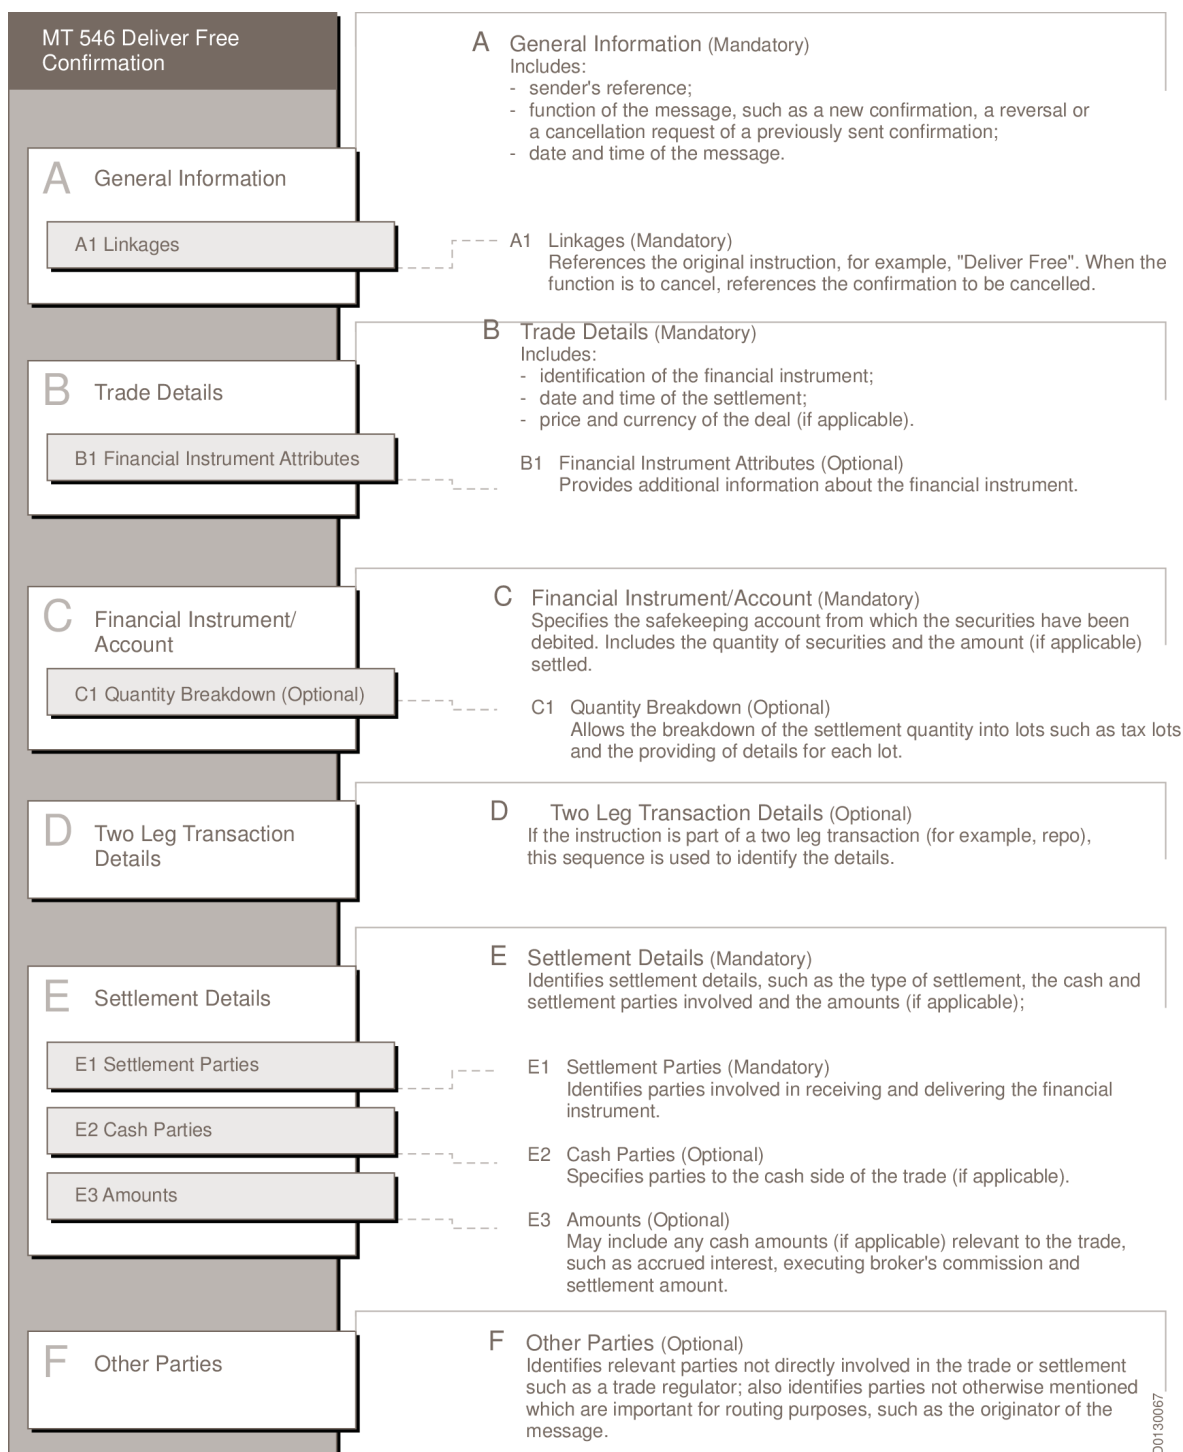 MT 546 Deliver Free
Confirmation
A General Information
A1 Linkages
B Trade Details
B1 Financial Instrument Attributes
C Financial Instrument/
Account
C1 Quantity Breakdown (Optional)
D Two Leg Transaction
Details
E Settlement Details
E1 Settlement Parties
E2 Cash Parties
E3 Amounts
F Other Parties
A General Information (Mandatory)
Includes:
- sender's reference;
- function of the message, such as a new confirmation, a reversal or
a cancellation request of a previously sent confirmation;
- date and time of the message.
A1 Linkages (Mandatory)
References the original instruction, for example, "Deliver Free". When the
function is to cancel, references the confirmation to be cancelled.
B Trade Details (Mandatory)
Includes:
- identification of the financial instrument;
- date and time of the settlement;
- price and currency of the deal (if applicable).
B1 Financial Instrument Attributes (Optional)
Provides additional information about the financial instrument.
C Financial Instrument/Account (Mandatory)
Specifies the safekeeping account from which the securities have been
debited. Includes the quantity of securities and the amount (if applicable)
settled.
C1 Quantity Breakdown (Optional)
Allows the breakdown of the settlement quantity into lots such as tax lots
and the providing of details for each lot.
D Two Leg Transaction Details (Optional)
If the instruction is part of a two leg transaction (for example, repo),
this sequence is used to identify the details.
E Settlement Details (Mandatory)
Identifies settlement details, such as the type of settlement, the cash and
settlement parties involved and the amounts (if applicable);
E1 Settlement Parties (Mandatory)
Identifies parties involved in receiving and delivering the financial
instrument.
E2 Cash Parties (Optional)
Specifies parties to the cash side of the trade (if applicable).
E3 Amounts (Optional)
May include any cash amounts (if applicable) relevant to the trade,
such as accrued interest, executing broker's commission and
settlement amount.
F Other Parties (Optional)
Identifies relevant parties not directly involved in the trade or settlement
such as a trade regulator; also identifies parties not otherwise mentioned
which are important for routing purposes, such as the originator of the
message.
D0130067